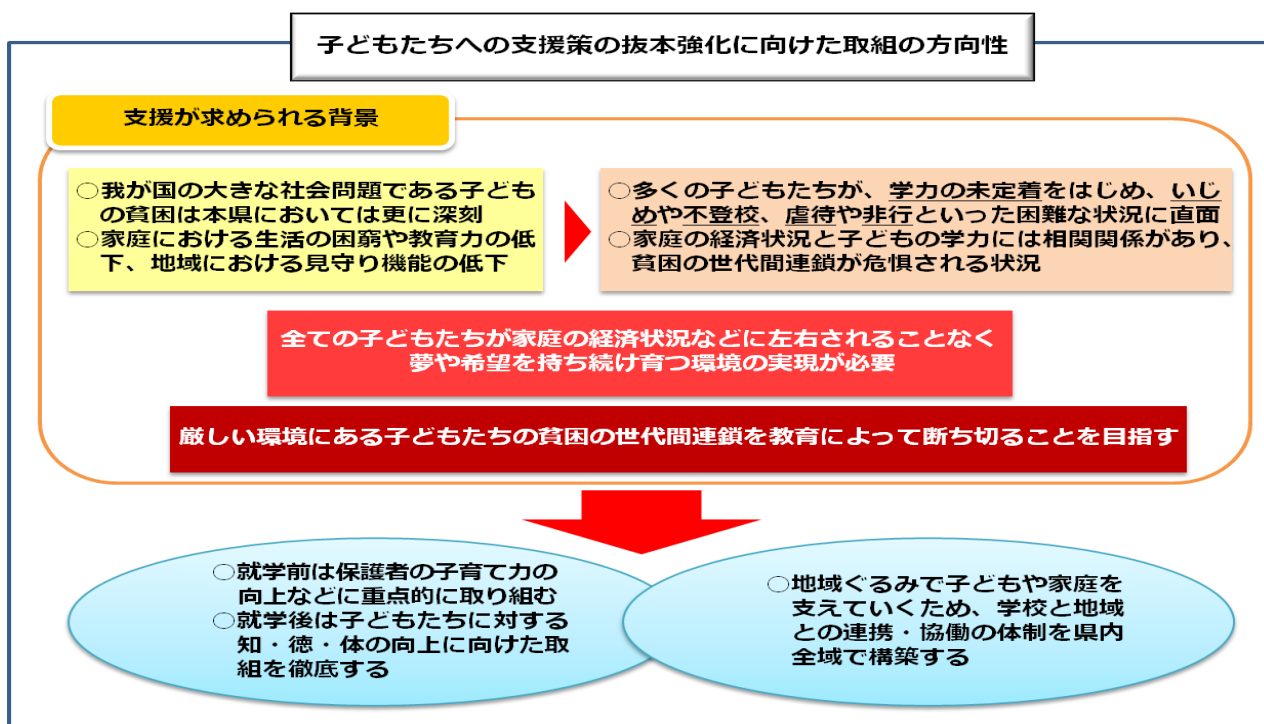 子どもたちへの支援策の抜本強化に向けた取組の方向性
支援が求められる背景
○我が国の大きな社会問題である子ども
の貧困は本県においては更に深刻
○家庭における生活の困窮や教育力の低
下、地域における見守り機能の低下
○多くの子どもたちが、学力の未定着をはじめ、いじ
めや不登校、虐待や非行といった困難な状況に直面
○家庭の経済状況と子どもの学力には相関関係があり、
貧困の世代間連鎖が危惧される状況
全ての子どもたちが家庭の経済状況などに左右されることなく
夢や希望を持ち続け育つ環境の実現が必要
厳しい環境にある子どもたちの貧困の世代間連鎖を教育によって断ち切ることを目指す
○就学前は保護者の子育て力の
向上などに重点的に取り組む
○就学後は子どもたちに対する
知・徳・体の向上に向けた取
組を徹底する
○地域ぐるみで子どもや家庭を
支えていくため、学校と地域
との連携・協働の体制を県内
全域で構築する